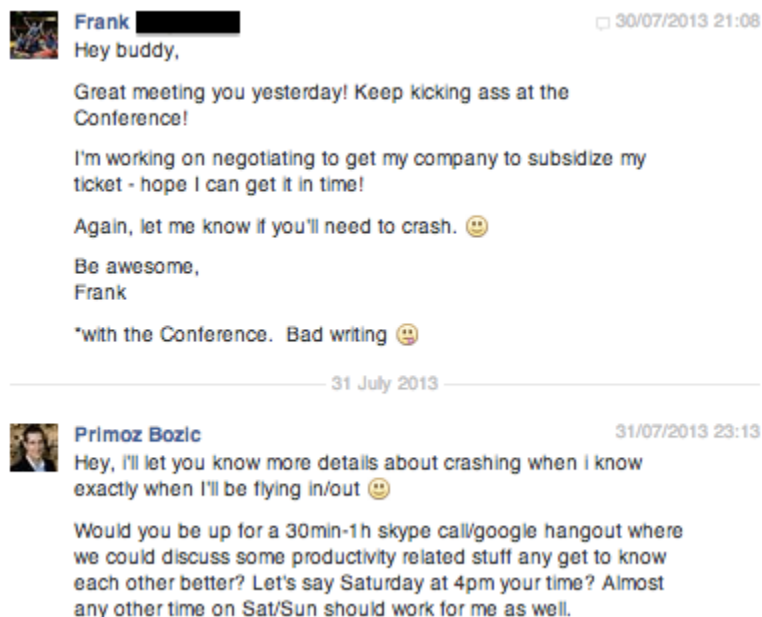 Frank
30/07/2013 21:08
Hey buddy,
Great meeting you yesterday! Keep kicking ass at the
Conference!
I'm working on negotiating to get my company to subsidize my
ticket - hope I can get it in time!
Again, let me know if you'll need to crash.
Be awesome,
Frank
*with the Conference.  Bad writing
31 July 2013
Primoz Bozic
31/07/2013 23:13
Hey, i'll let you know more details about crashing when i know
exactly when I'll be flying in/out
Would you be up for a 30min-1h skype call/google hangout where
we could discuss some productivity related stuff any get to know
each other better? Let's say Saturday at 4pm your time? Almost
any other time on Sat/Sun should work for me as well.